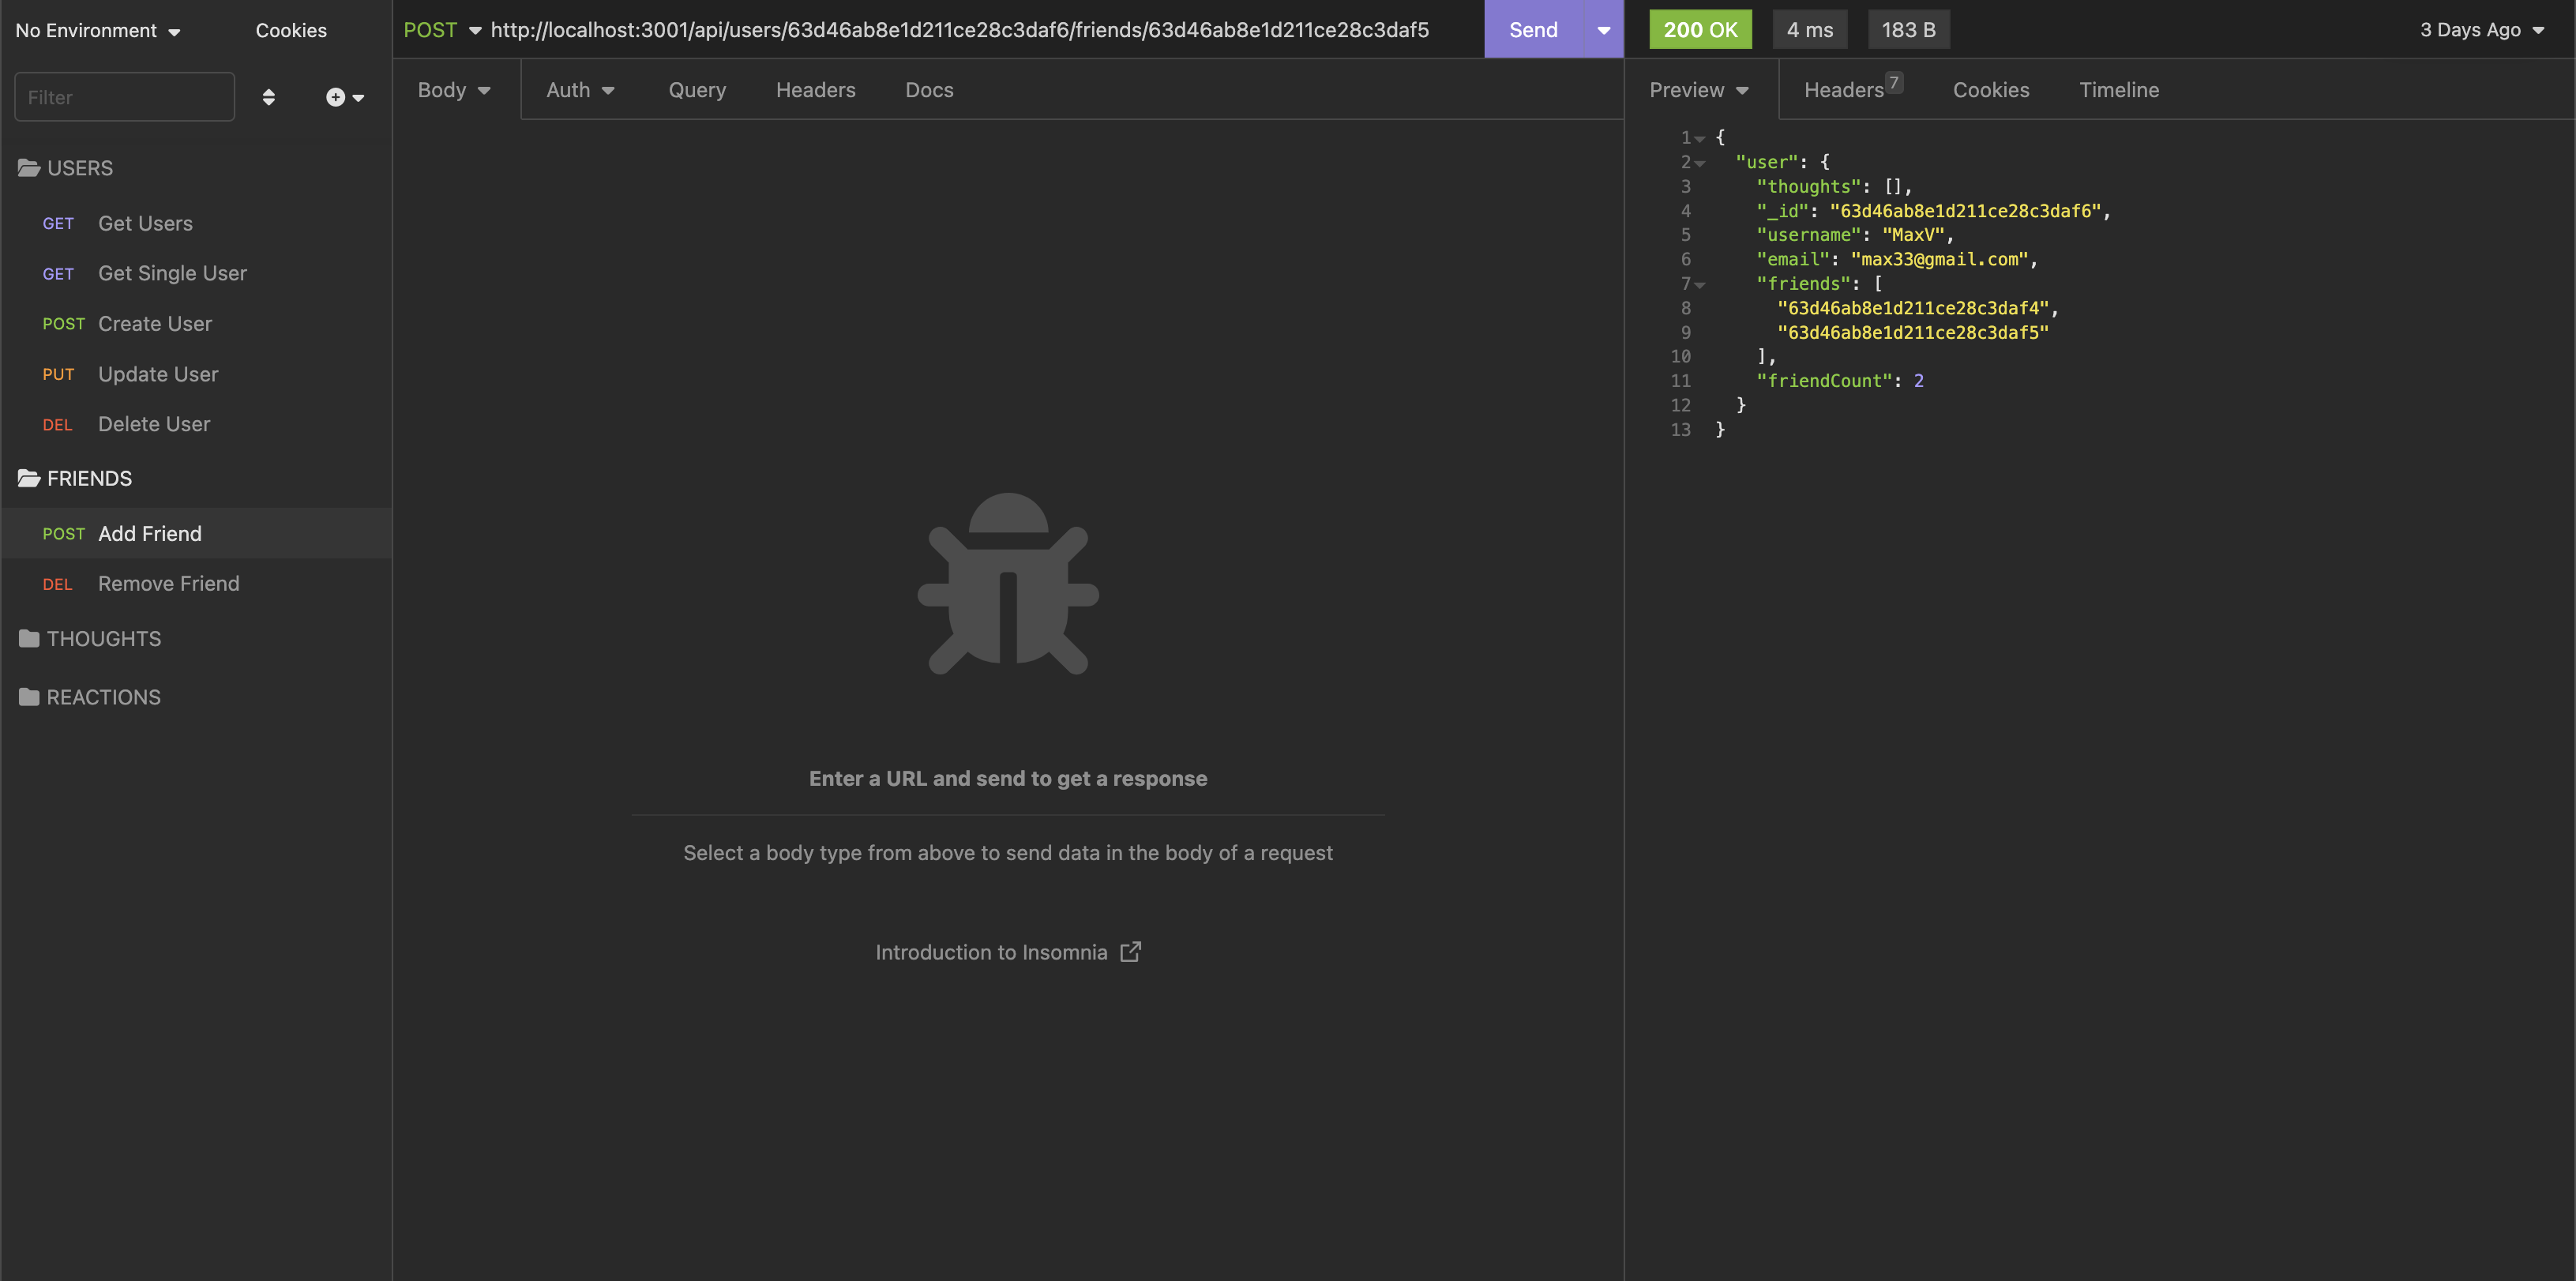 No Environment
Cookies
Filter
USERS
GET Get Users
GET Get Single User
POST Create User
PUT Update User
DEL Delete User
FRIENDS
POST Add Friend
DEL Remove Friend
THOUGHTS
REACTIONS
POST http://localhost:3001/api/users/63d46ab8e1d211ce28c3daf6/friends/63d46ab8e1d211ce28c3daf5 Send
Body Auth Query Headers Docs
Enter a URL and send to get a response
Select a body type from above to send data in the body of a request
Introduction to Insomnia
200 OK 4 ms 183 B 3 Days Ago
Preview Headers 7 Cookies Timeline
1 {
2 "user": {
3 "thoughts": [],
4 "_id": "63d46ab8e1d211ce28c3daf6",
5 "username": "MaxV",
6 "email": "max33@gmail.com",
7 "friends": [
8 "63d46ab8e1d211ce28c3daf4",
9 "63d46ab8e1d211ce28c3daf5"
10 ],
11 "friendCount": 2
12 }
13 }